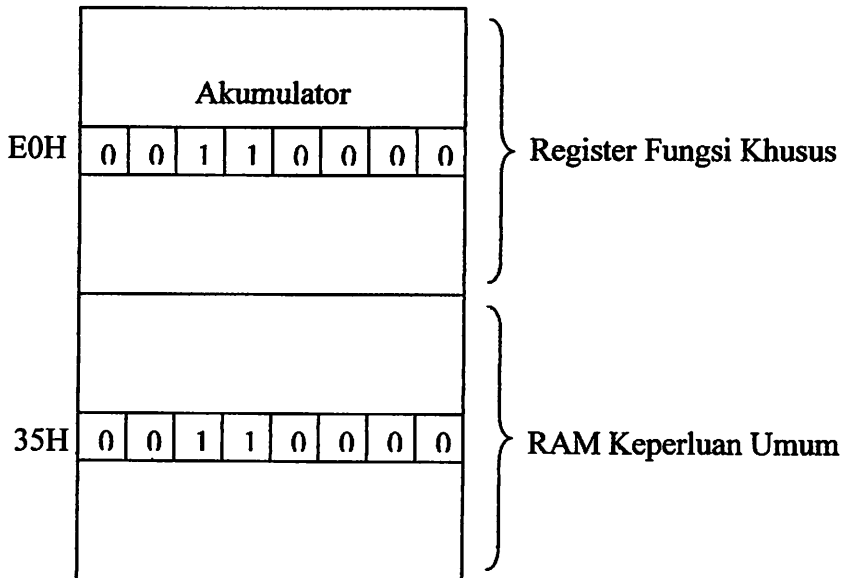 Akumulator
E0H 0 0 1 1 0 0 0 0
Register Fungsi Khusus
35H 0 0 1 1 0 0 0 0
RAM Keperluan Umum